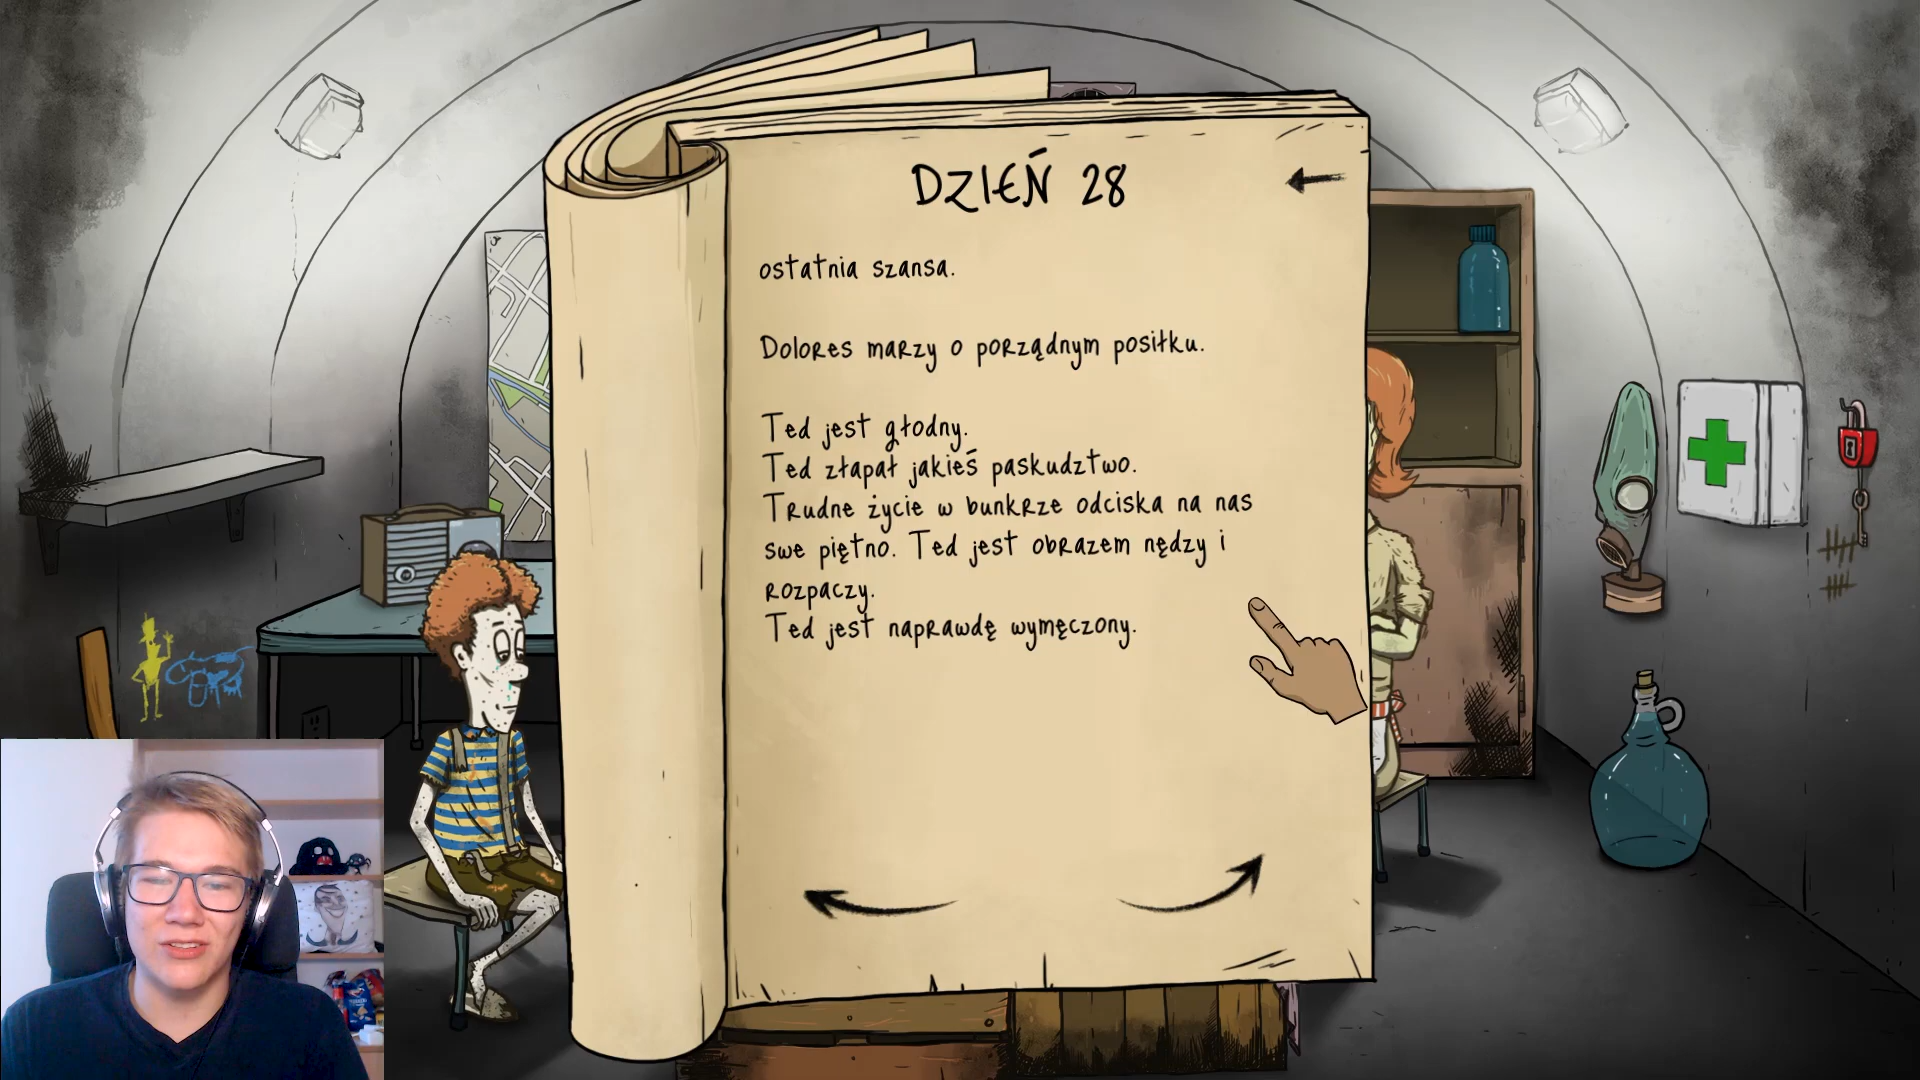 DZIEŃ 28
ostatnia szansa.
Dolores marzy o porządnym posiłku.
Ted jest głodny.
Ted złapał jakieś paskudztwo.
Trudne życie w bunkrze odciska na nas
swe piętno. Ted jest obrazem nędzy i
rozpaczy.
Ted jest naprawdę wymęczony.